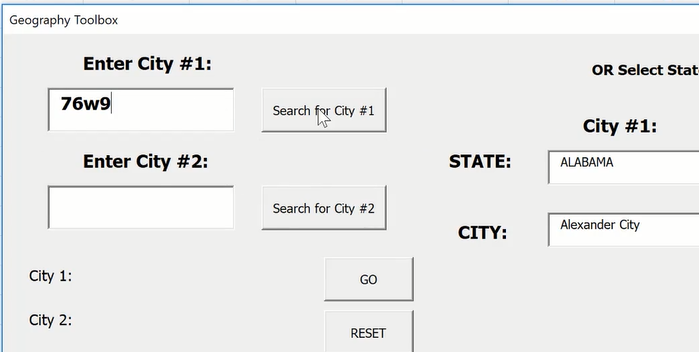 Geography Toolbox
Enter City #1:
OR Select
76w9
Search for City #1
City #1:
Enter City #2:
STATE:
ALABAMA
Search for City #2
CITY:
Alexander City
City 1:
GO
City 2:
RESET